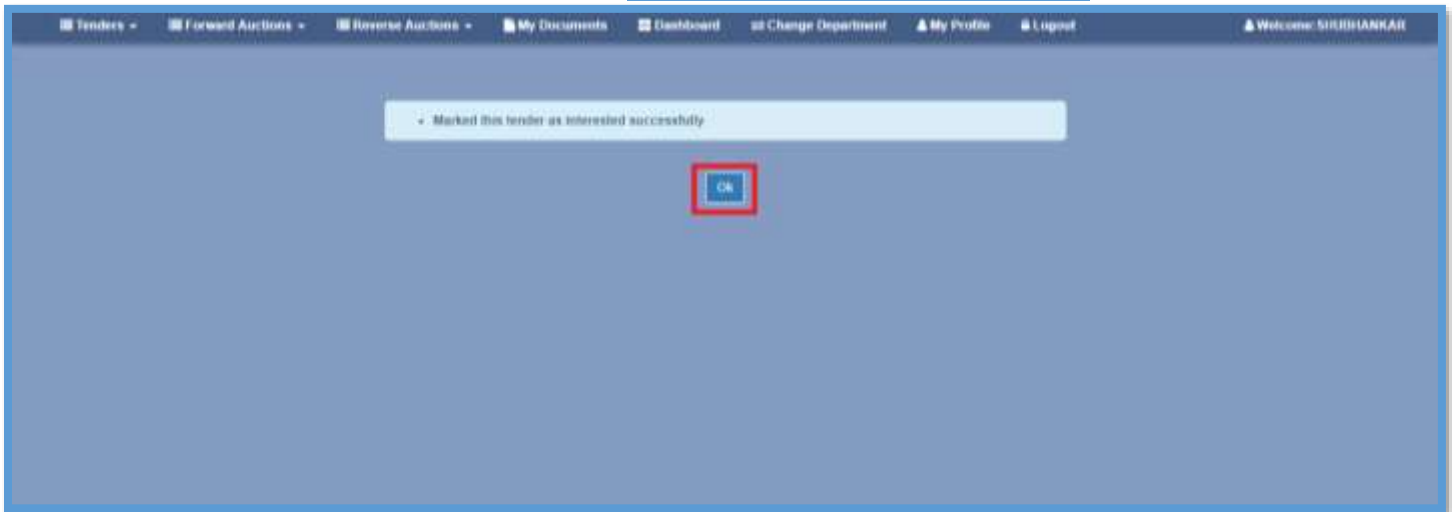 Tenders Forward Auctions Reverse Auctions My Documents Dashboard Change Department My Profile Logout Welcome: SHUBHANKAR
Marked this tender as interested successfully
Ok